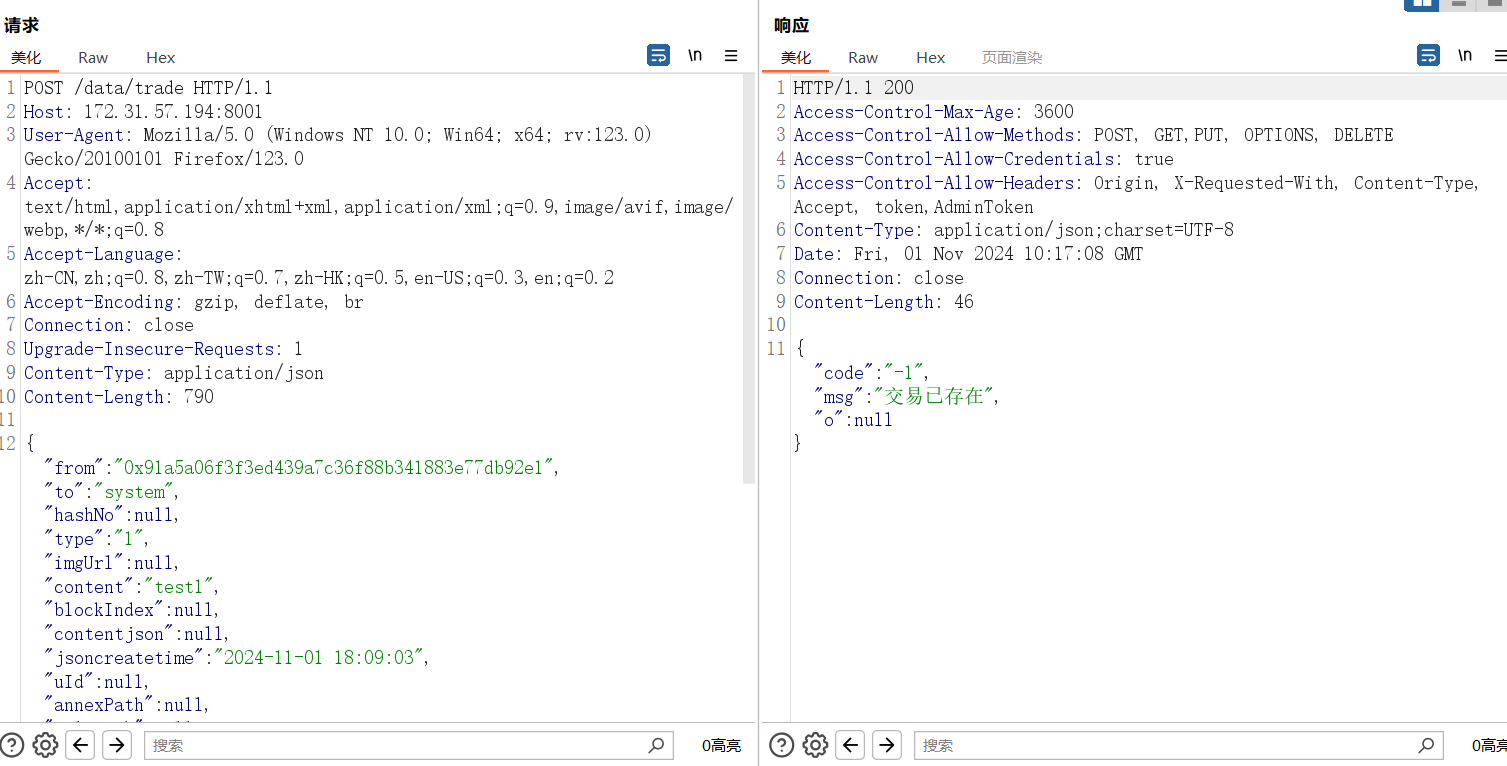 请求
美化 Raw Hex \n
1 POST /data/trade HTTP/1.1
2 Host: 172.31.57.194:8001
3 User-Agent: Mozilla/5.0 (Windows NT 10.0; Win64; x64; rv:123.0)
Gecko/20100101 Firefox/123.0
4 Accept:
text/html,application/xhtml+xml,application/xml;q=0.9,image/avif,image/
webp,*/*;q=0.8
5 Accept-Language:
zh-CN,zh;q=0.8,zh-TW;q=0.7,zh-HK;q=0.5,en-US;q=0.3,en;q=0.2
6 Accept-Encoding: gzip, deflate, br
7 Connection: close
8 Upgrade-Insecure-Requests: 1
9 Content-Type: application/json
10 Content-Length: 790
11
12 {
"from":"0x91a5a06f3f3ed439a7c36f88b341883e77db92e1",
"to":"system",
"hashNo":null,
"type":"1",
"imgUrl":null,
"content":"test1",
"blockIndex":null,
"contentjson":null,
"jsoncreatetime":"2024-11-01 18:09:03",
"uId":null,
"annexPath":null,
搜索 0高亮
响应
美化 Raw Hex 页面渲染 \n
1 HTTP/1.1 200
2 Access-Control-Max-Age: 3600
3 Access-Control-Allow-Methods: POST, GET,PUT, OPTIONS, DELETE
4 Access-Control-Allow-Credentials: true
5 Access-Control-Allow-Headers: Origin, X-Requested-With, Content-Type,
Accept, token,AdminToken
6 Content-Type: application/json;charset=UTF-8
7 Date: Fri, 01 Nov 2024 10:17:08 GMT
8 Connection: close
9 Content-Length: 46
10
11 {
"code":"-1",
"msg":"交易已存在",
"o":null
}
搜索 0高亮